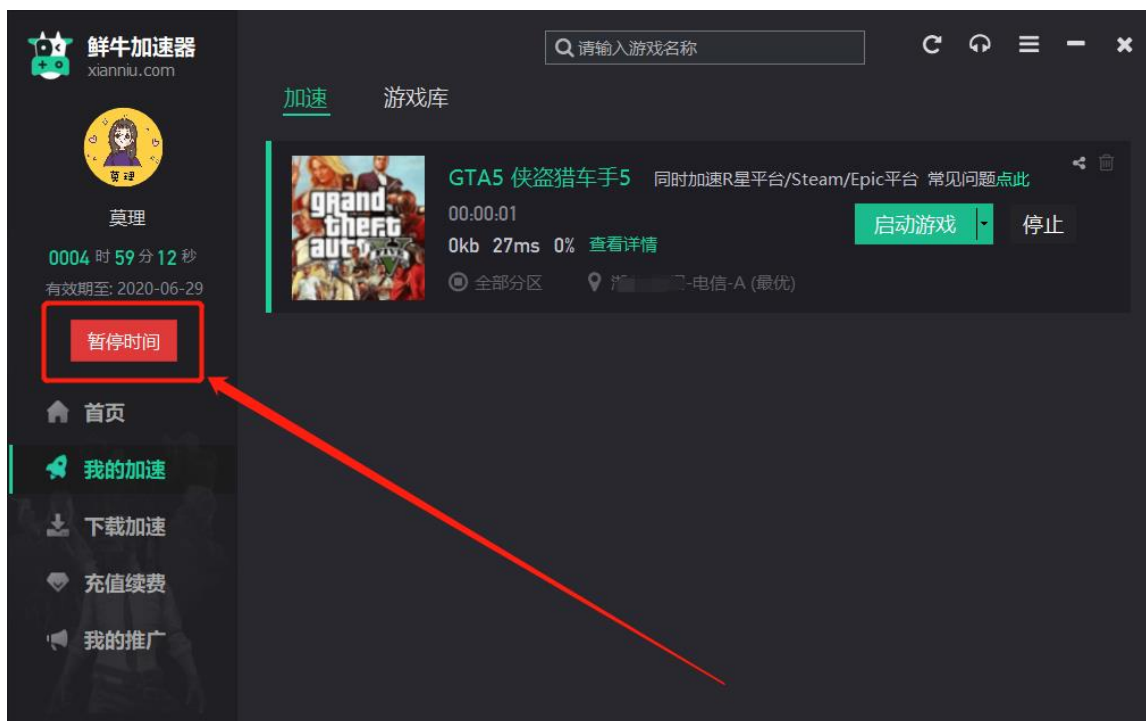 鲜牛加速器
xianniu.com
请输入游戏名称
莫理
莫理
0004 时 59 分 12 秒
有效期至: 2020-06-29
暂停时间
首页
我的加速
下载加速
充值续费
我的推广
加速 游戏库
grand theft auto
GTA5 侠盗猎车手5 同时加速R星平台/Steam/Epic平台 常见问题点此
00:00:01
0kb 27ms 0% 查看详情
启动游戏 停止
全部分区 -电信-A (最优)